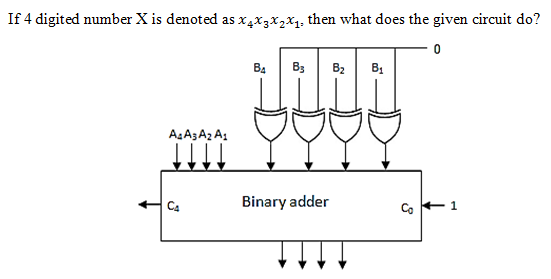 If 4 digited number X is denoted as x₄x₃x₂x₁, then what does the given circuit do?
0
B₄ B₃ B₂ B₁
A₄A₃A₂A₁
C₄ Binary adder C₀ 1